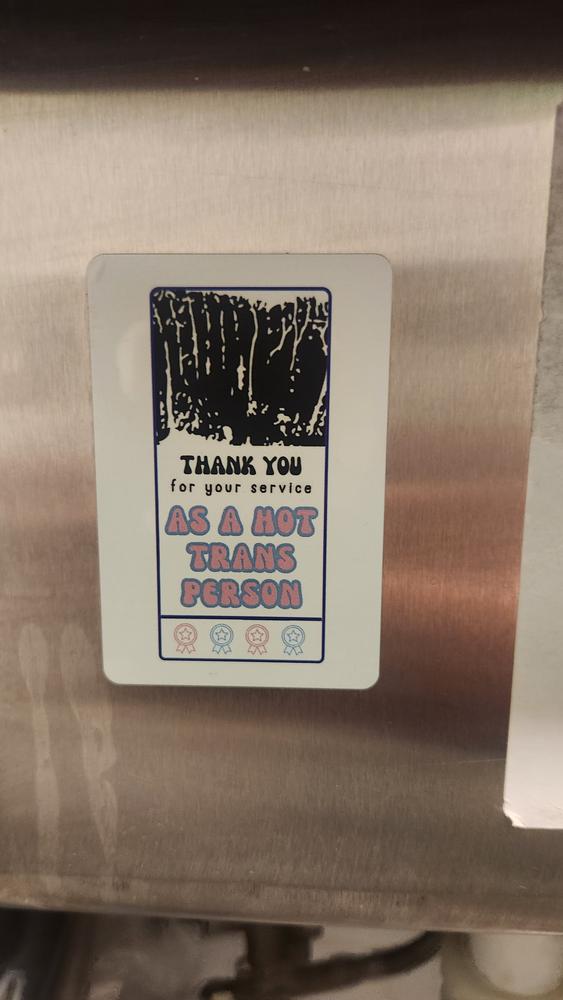 THANK YOU
for your service
AS A HOT
TRANS
PERSON